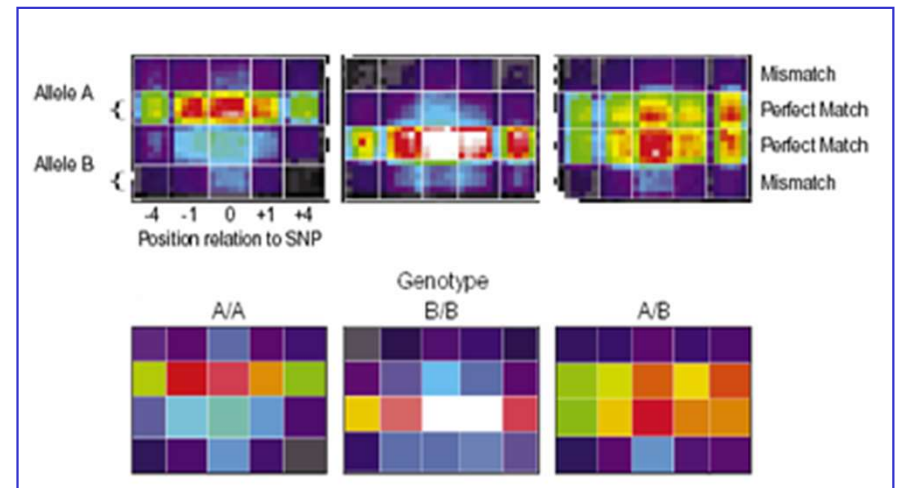 Mismatch
Allele A
{
Perfect Match
Perfect Match
Allele B
{
Mismatch
-4 -1 0 +1 +4
Position relation to SNP
Genotype
A/A B/B A/B